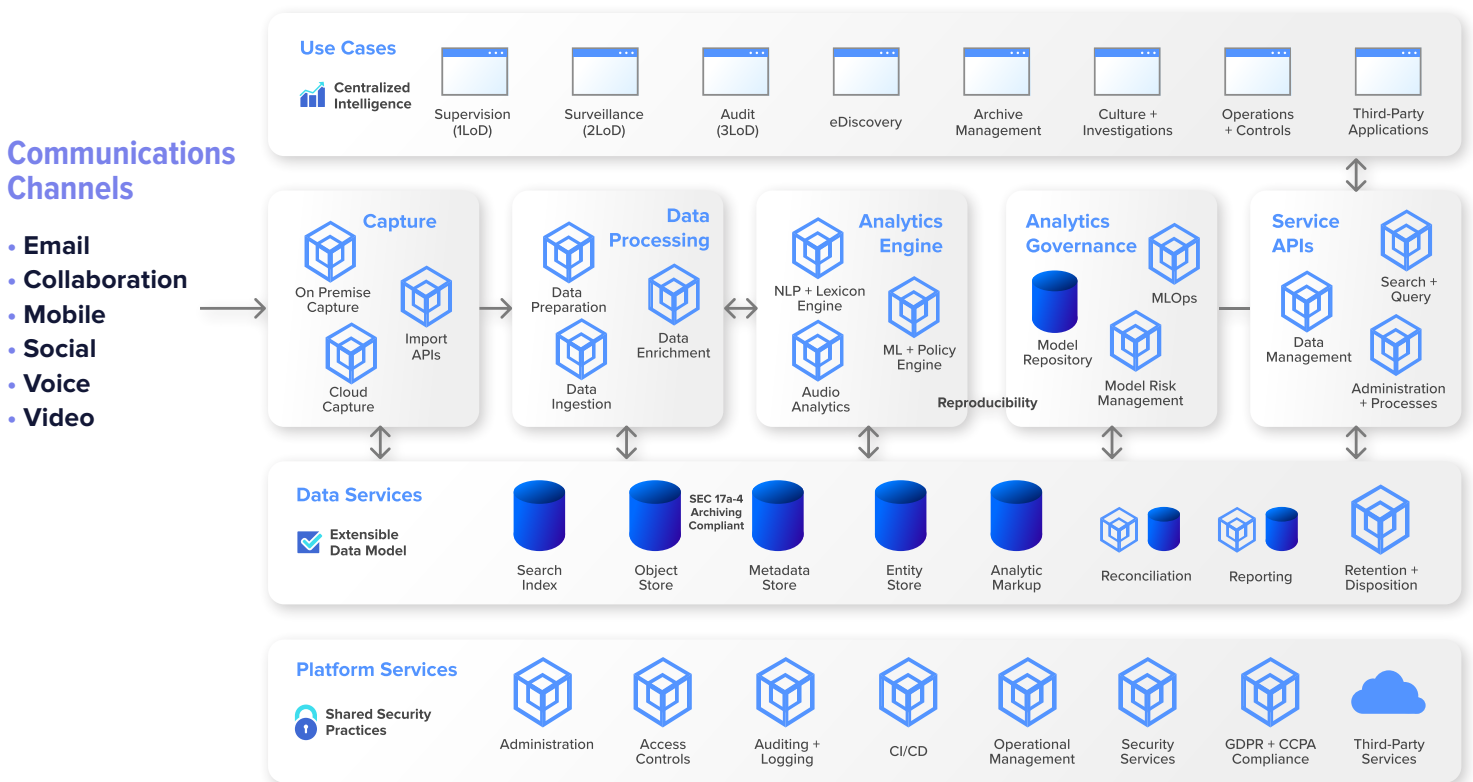 Use Cases
Centralized
Intelligence
Supervision
(1LoD)
Surveillance
(2LoD)
Audit
(3LoD)
eDiscovery
Archive
Management
Culture +
Investigations
Operations
+ Controls
Third-Party
Applications
Communications
Channels
• Email
• Collaboration
• Mobile
• Social
• Voice
• Video
Capture
On Premise
Capture
Import
APIs
Cloud
Capture
Data
Processing
Data
Preparation
Data
Enrichment
Data
Ingestion
Analytics
Engine
NLP + Lexicon
Engine
ML + Policy
Engine
Audio
Analytics
Reproducibility
Analytics
Governance
MLOps
Model
Repository
Model Risk
Management
Service
APIs
Search +
Query
Data
Management
Administration
+ Processes
Data Services
Extensible
Data Model
Search
Index
Object
Store
SEC 17a-4
Archiving
Compliant
Metadata
Store
Entity
Store
Analytic
Markup
Reconciliation
Reporting
Retention +
Disposition
Platform Services
Shared Security
Practices
Administration
Access
Controls
Auditing +
Logging
CI/CD
Operational
Management
Security
Services
GDPR + CCPA
Compliance
Third-Party
Services